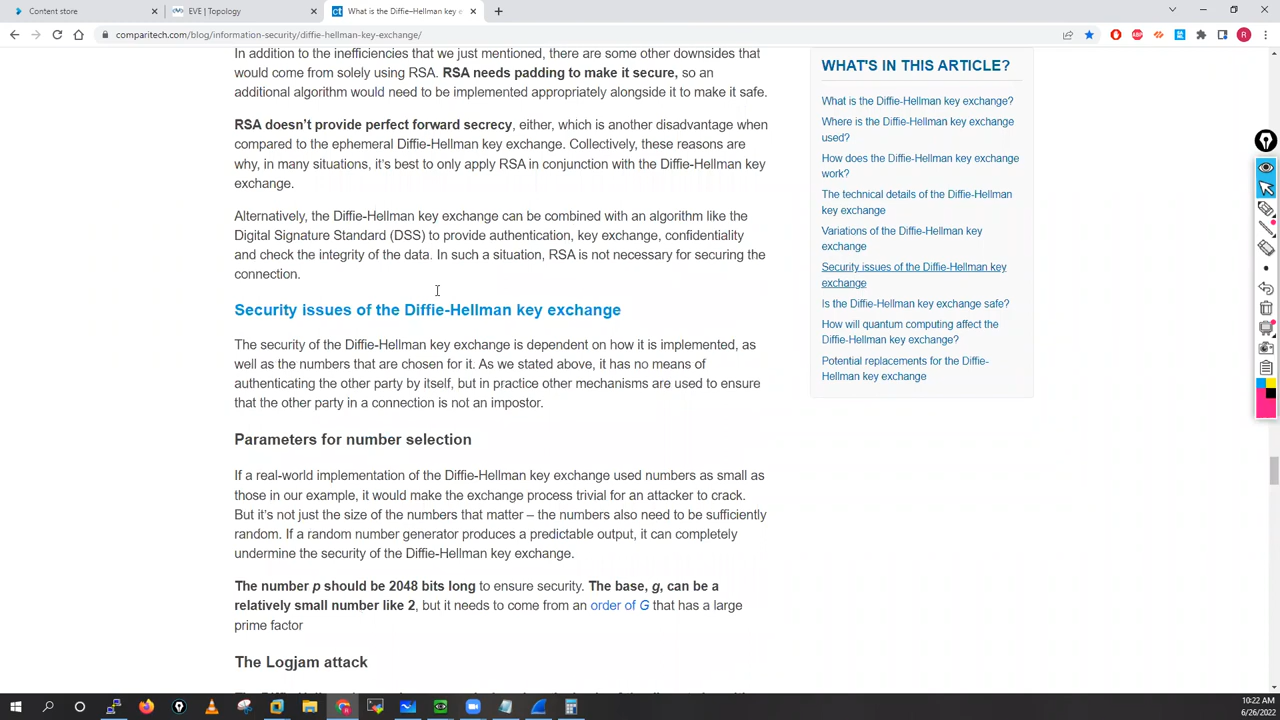 Content store
EVE | Topology
What is the Diffie–Hellman key e
comparitech.com/blog/information-security/diffie-hellman-key-exchange/
In addition to the inefficiencies that we just mentioned, there are some other downsides that
would come from solely using RSA. RSA needs padding to make it secure, so an
additional algorithm would need to be implemented appropriately alongside it to make it safe.
RSA doesn’t provide perfect forward secrecy, either, which is another disadvantage when
compared to the ephemeral Diffie-Hellman key exchange. Collectively, these reasons are
why, in many situations, it’s best to only apply RSA in conjunction with the Diffie-Hellman key
exchange.
Alternatively, the Diffie-Hellman key exchange can be combined with an algorithm like the
Digital Signature Standard (DSS) to provide authentication, key exchange, confidentiality
and check the integrity of the data. In such a situation, RSA is not necessary for securing the
connection.
Security issues of the Diffie-Hellman key exchange
The security of the Diffie-Hellman key exchange is dependent on how it is implemented, as
well as the numbers that are chosen for it. As we stated above, it has no means of
authenticating the other party by itself, but in practice other mechanisms are used to ensure
that the other party in a connection is not an impostor.
Parameters for number selection
If a real-world implementation of the Diffie-Hellman key exchange used numbers as small as
those in our example, it would make the exchange process trivial for an attacker to crack.
But it’s not just the size of the numbers that matter – the numbers also need to be sufficiently
random. If a random number generator produces a predictable output, it can completely
undermine the security of the Diffie-Hellman key exchange.
The number p should be 2048 bits long to ensure security. The base, g, can be a
relatively small number like 2, but it needs to come from an order of G that has a large
prime factor
The Logjam attack
WHAT'S IN THIS ARTICLE?
What is the Diffie-Hellman key exchange?
Where is the Diffie-Hellman key exchange
used?
How does the Diffie-Hellman key exchange
work?
The technical details of the Diffie-Hellman
key exchange
Variations of the Diffie-Hellman key
exchange
Security issues of the Diffie-Hellman key
exchange
Is the Diffie-Hellman key exchange safe?
How will quantum computing affect the
Diffie-Hellman key exchange?
Potential replacements for the Diffie-
Hellman key exchange
10:22 AM
6/26/2022